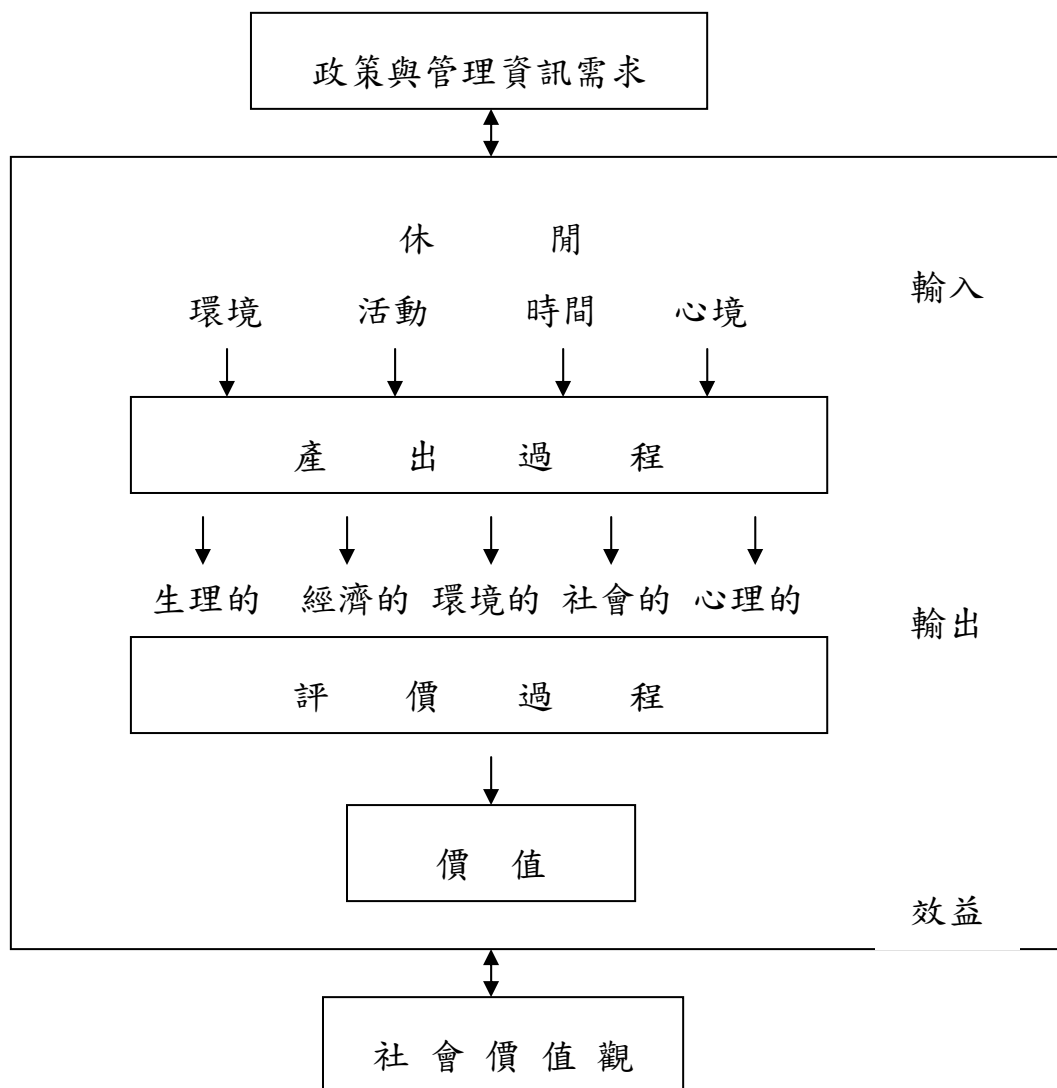 政策與管理資訊需求
休 閒
輸入
環境 活動 時間 心境
產 出 過 程
生理的 經濟的 環境的 社會的 心理的
輸出
評 價 過 程
價 值
效益
社 會 價 值 觀